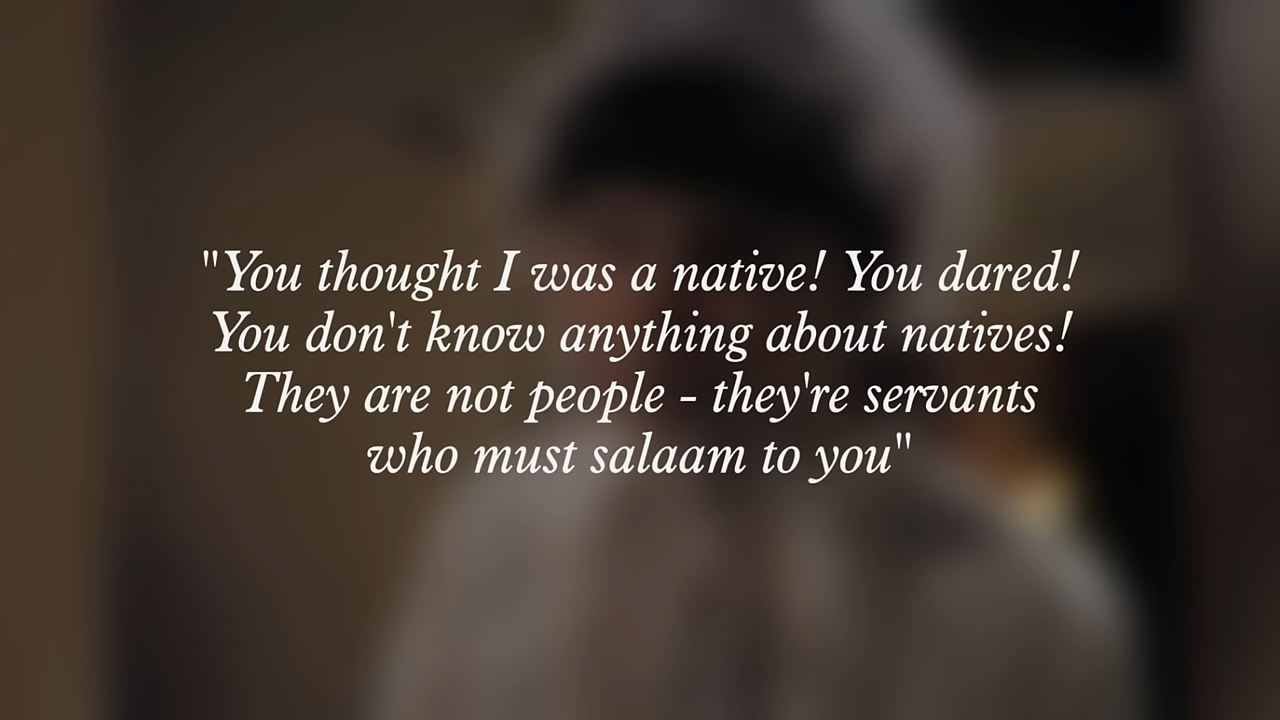 "You thought I was a native! You dared!
You don't know anything about natives!
They are not people - they're servants
who must salaam to you"